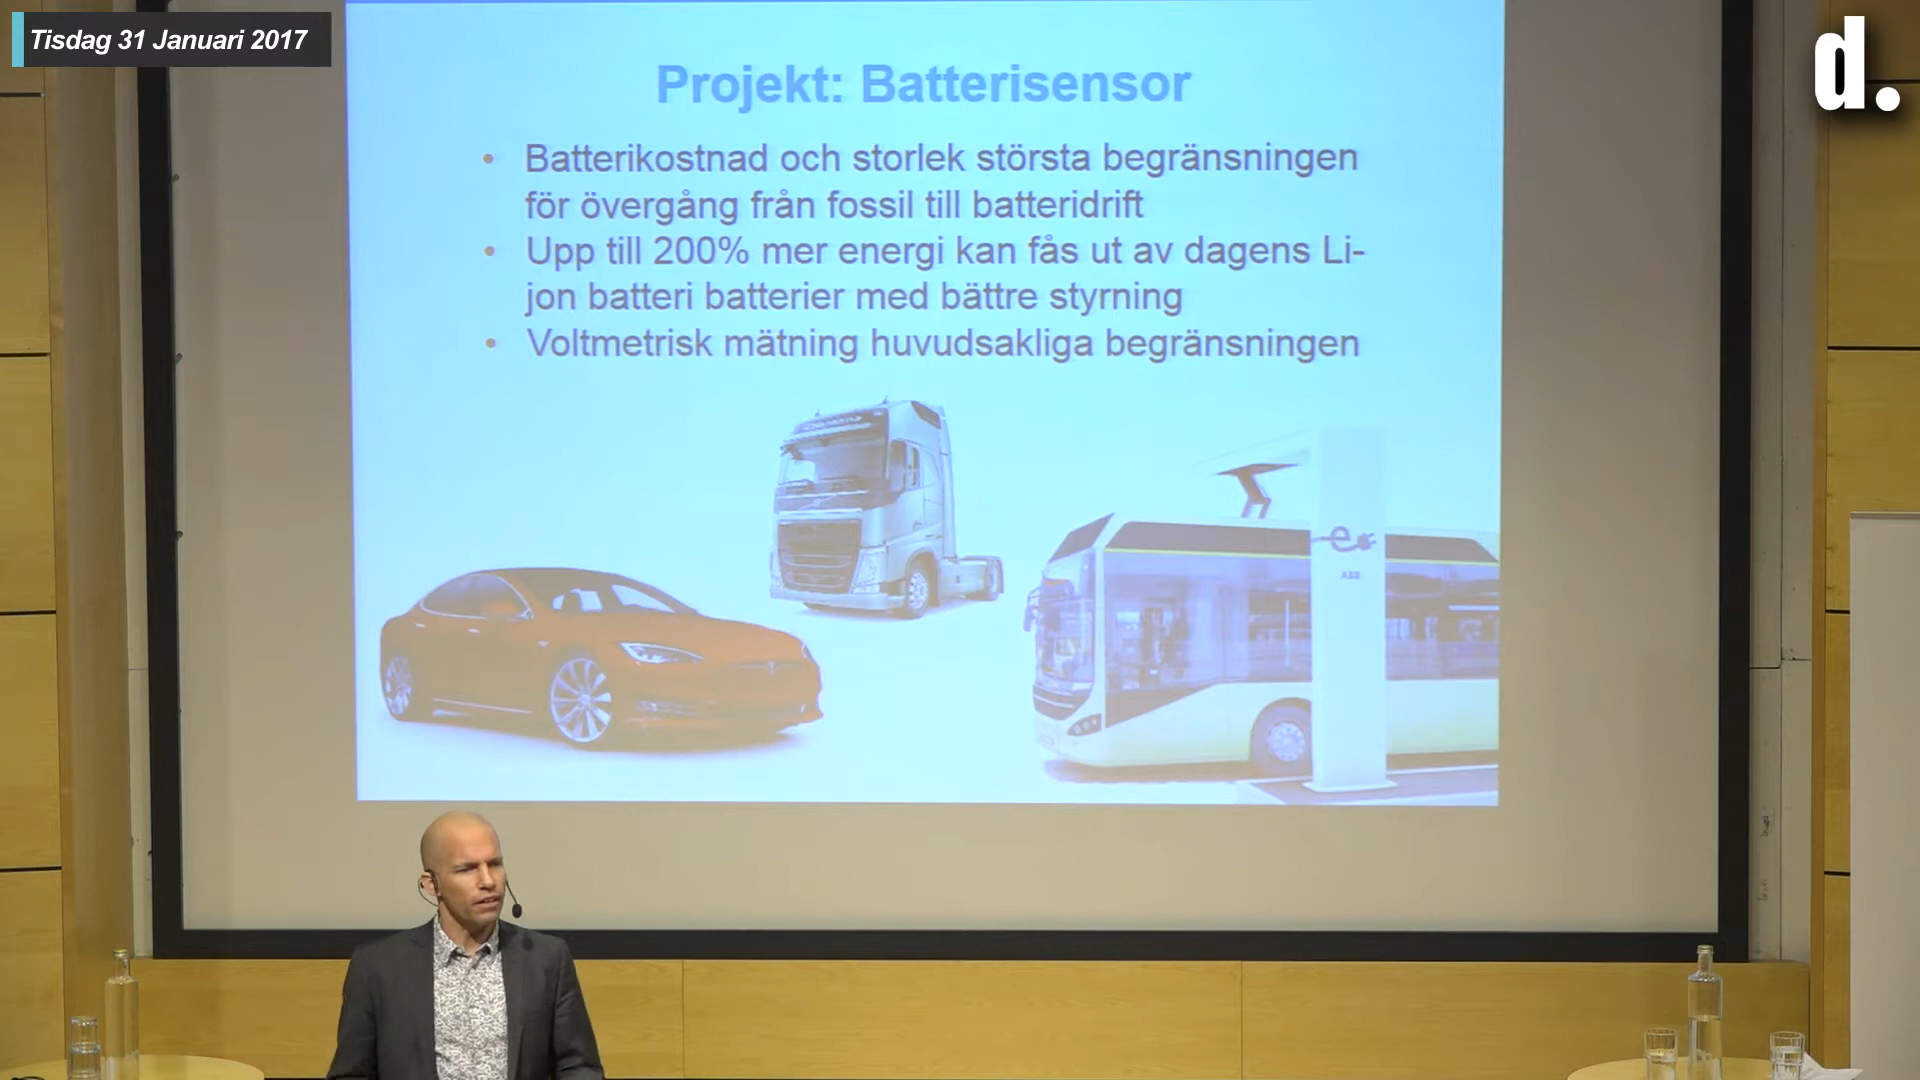 Tisdag 31 Januari 2017
d.
Projekt: Batterisensor
• Batterikostnad och storlek största begränsningen
för övergång från fossil till batteridrift
• Upp till 200% mer energi kan fås ut av dagens Li-
jon batteri batterier med bättre styrning
• Voltmetrisk mätning huvudsakliga begränsningen
e
ABB